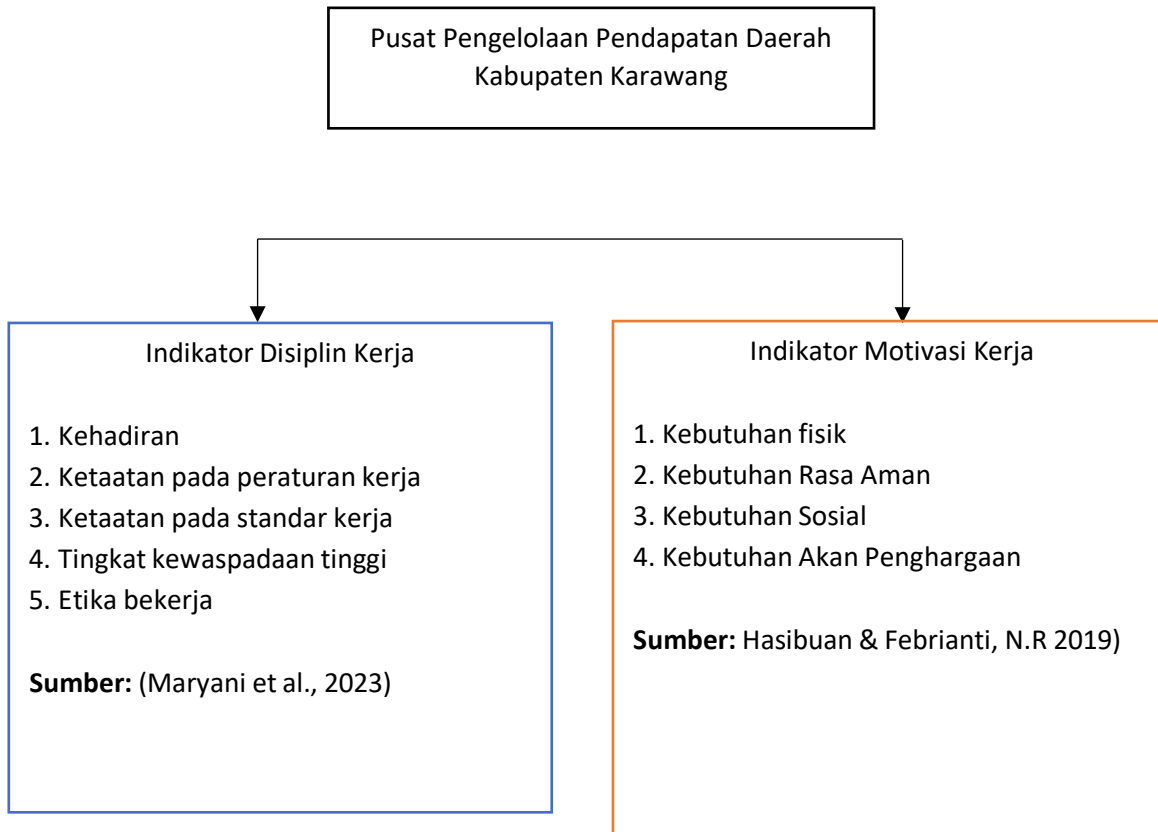 Pusat Pengelolaan Pendapatan Daerah
Kabupaten Karawang
Indikator Disiplin Kerja
1. Kehadiran
2. Ketaatan pada peraturan kerja
3. Ketaatan pada standar kerja
4. Tingkat kewaspadaan tinggi
5. Etika bekerja
Sumber: (Maryani et al., 2023)
Indikator Motivasi Kerja
1. Kebutuhan fisik
2. Kebutuhan Rasa Aman
3. Kebutuhan Sosial
4. Kebutuhan Akan Penghargaan
Sumber: Hasibuan & Febrianti, N.R 2019)